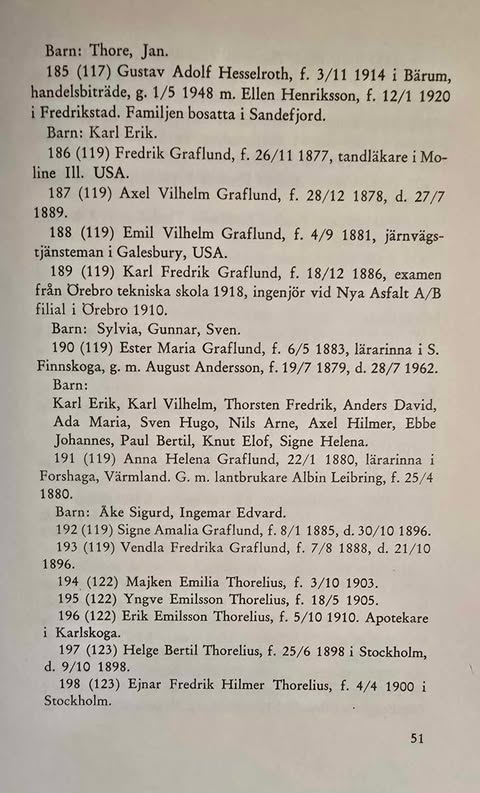 Barn: Thore, Jan.
185 (117) Gustav Adolf Hesselroth, f. 3/11 1914 i Bärum,
handelsbiträde, g. 1/5 1948 m. Ellen Henriksson, f. 12/1 1920
i Fredrikstad. Familjen bosatta i Sandefjord.
Barn: Karl Erik.
186 (119) Fredrik Graflund, f. 26/11 1877, tandläkare i Mo-
line Ill. USA.
187 (119) Axel Vilhelm Graflund, f. 28/12 1878, d. 27/7
1889.
188 (119) Emil Vilhelm Graflund, f. 4/9 1881, järnvägs-
tjänsteman i Galesbury, USA.
189 (119) Karl Fredrik Graflund, f. 18/12 1886, examen
från Örebro tekniska skola 1918, ingenjör vid Nya Asfalt A/B
filial i Örebro 1910.
Barn: Sylvia, Gunnar, Sven.
190 (119) Ester Maria Graflund, f. 6/5 1883, lärarinna i S.
Finnskoga, g. m. August Andersson, f. 19/7 1879, d. 28/7 1962.
Barn:
Karl Erik, Karl Vilhelm, Thorsten Fredrik, Anders David,
Ada Maria, Sven Hugo, Nils Arne, Axel Hilmer, Ebbe
Johannes, Paul Bertil, Knut Elof, Signe Helena.
191 (119) Anna Helena Graflund, 22/1 1880, lärarinna i
Forshaga, Värmland. G. m. lantbrukare Albin Leibring, f. 25/4
1880.
Barn: Åke Sigurd, Ingemar Edvard.
192 (119) Signe Amalia Graflund, f. 8/1 1885, d. 30/10 1896.
193 (119) Vendla Fredrika Graflund, f. 7/8 1888, d. 21/10
1896.
194 (122) Majken Emilia Thorelius, f. 3/10 1903.
195 (122) Yngve Emilsson Thorelius, f. 18/5 1905.
196 (122) Erik Emilsson Thorelius, f. 5/10 1910. Apotekare
i Karlskoga.
197 (123) Helge Bertil Thorelius, f. 25/6 1898 i Stockholm,
d. 9/10 1898.
198 (123) Ejnar Fredrik Hilmer Thorelius, f. 4/4 1900 i
Stockholm.
51